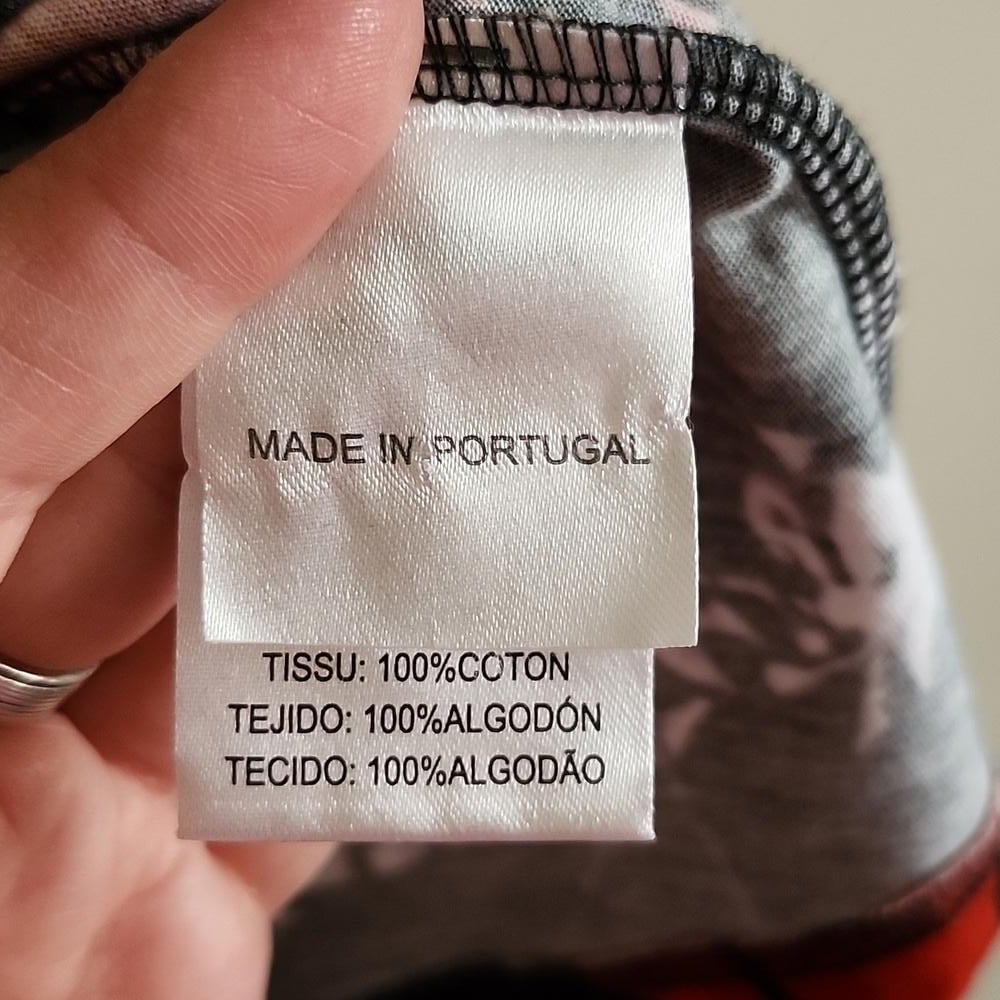 MADE IN PORTUGAL
TISSU: 100%COTON
TEJIDO: 100%ALGODÓN
TECIDO: 100%ALGODÃO